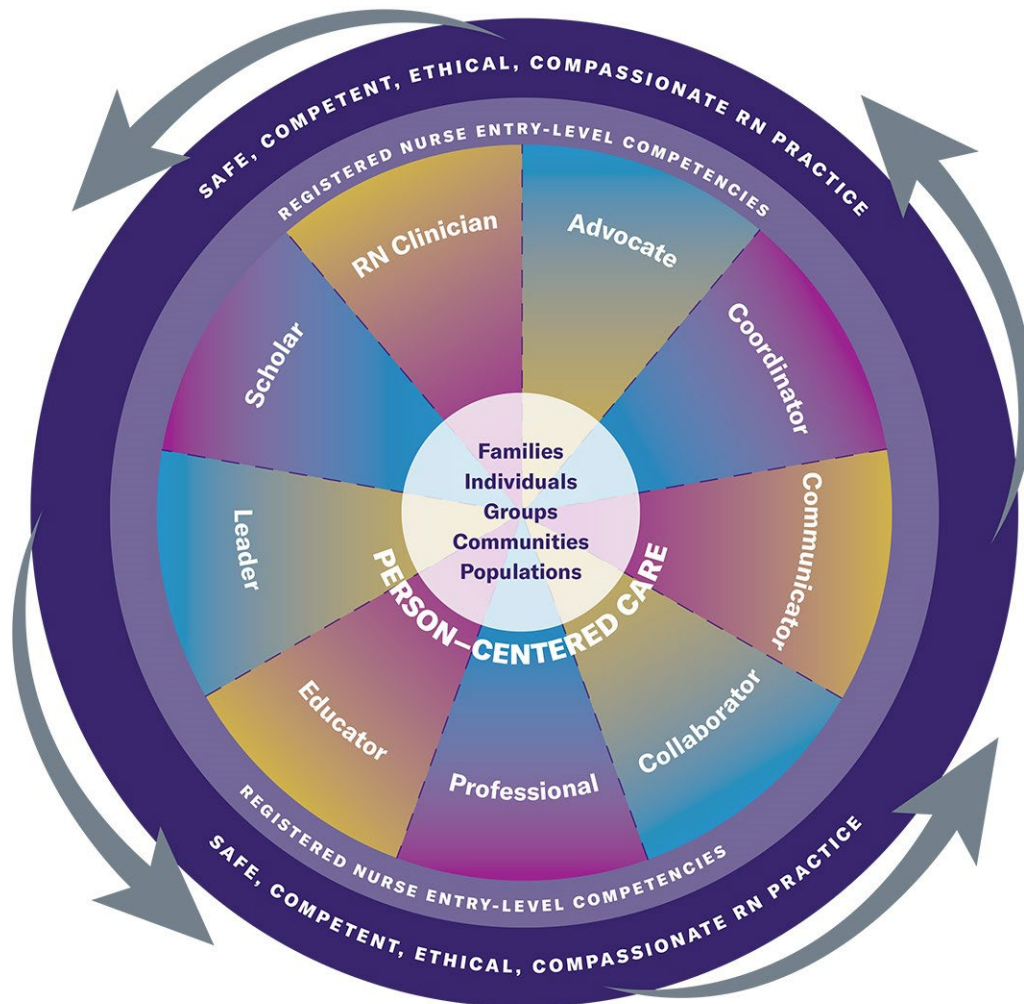 SAFE, COMPETENT, ETHICAL, COMPASSIONATE RN PRACTICE
REGISTERED NURSE ENTRY-LEVEL COMPETENCIES
RN Clinician
Advocate
Coordinator
Communicator
Collaborator
Professional
Educator
Leader
Scholar
Families
Individuals
Groups
Communities
Populations
PERSON-CENTERED CARE
REGISTERED NURSE ENTRY-LEVEL COMPETENCIES
SAFE, COMPETENT, ETHICAL, COMPASSIONATE RN PRACTICE